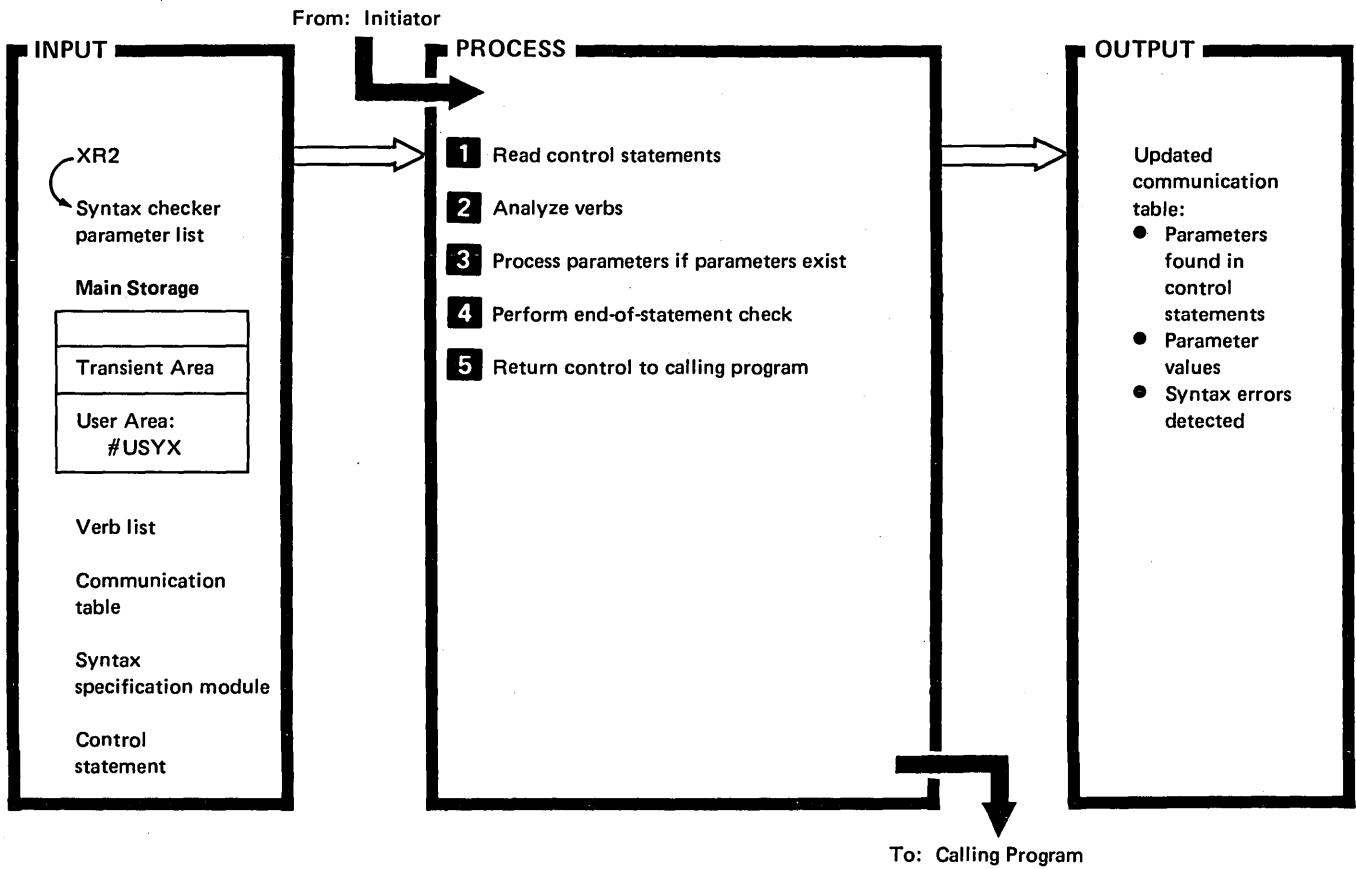 From: Initiator
INPUT
XR2
Syntax checker
parameter list
Main Storage
Transient Area
User Area:
#USYX
Verb list
Communication
table
Syntax
specification module
Control
statement
PROCESS
1 Read control statements
2 Analyze verbs
3 Process parameters if parameters exist
4 Perform end-of-statement check
5 Return control to calling program
To: Calling Program
OUTPUT
Updated
communication
table:
● Parameters
found in
control
statements
● Parameter
values
● Syntax errors
detected